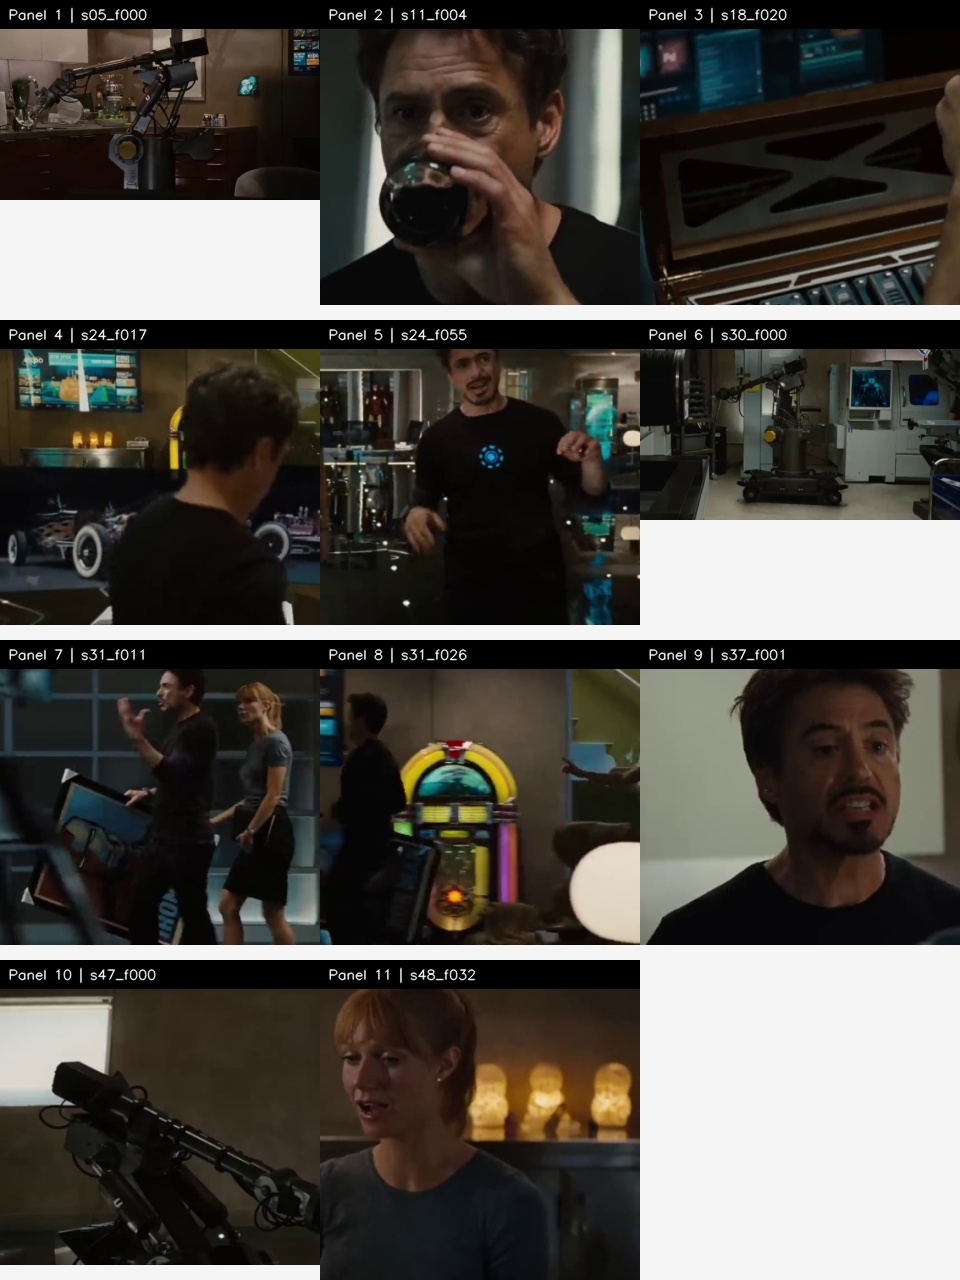 Panel 1 | s05_f000
Panel 2 | s11_f004
Panel 3 | s18_f020
Panel 4 | s24_f017
Panel 5 | s24_f055
Panel 6 | s30_f000
Panel 7 | s31_f011
Panel 8 | s31_f026
Panel 9 | s37_f001
Panel 10 | s47_f000
Panel 11 | s48_f032